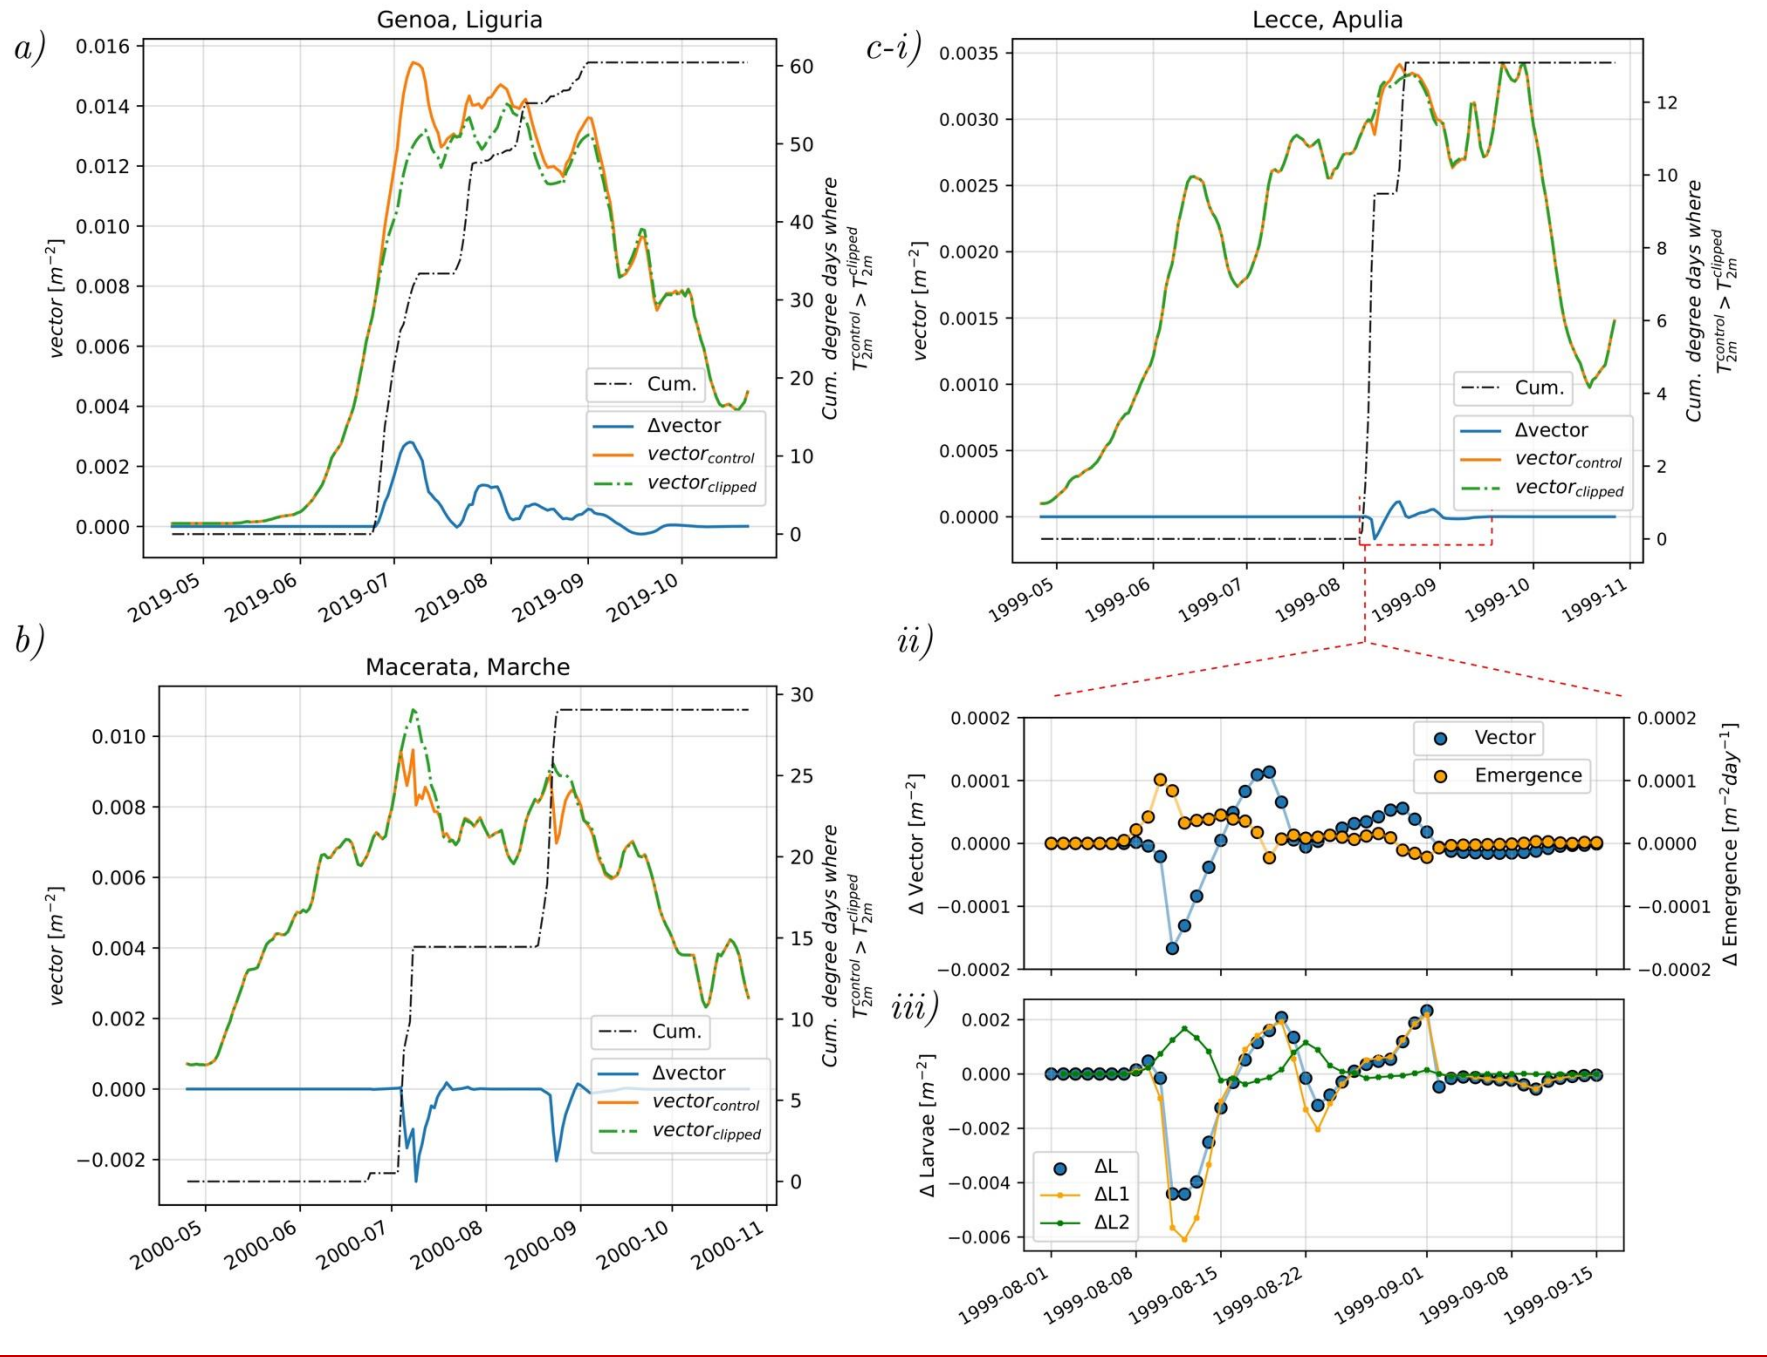 a)
Genoa, Liguria
0.016
0.014
0.012
0.010
0.008
0.006
0.004
0.002
0.000
vector [m⁻²]
60
50
40
30
20
10
0
Cum. degree days where
T₂ₘ^control > T₂ₘ^clipped
Cum.
Δvector
vector_control
vector_clipped
2019-05
2019-06
2019-07
2019-08
2019-09
2019-10
b)
Macerata, Marche
0.010
0.008
0.006
0.004
0.002
0.000
−0.002
vector [m⁻²]
30
25
20
15
10
5
0
Cum. degree days where
T₂ₘ^control > T₂ₘ^clipped
Cum.
Δvector
vector_control
vector_clipped
2000-05
2000-06
2000-07
2000-08
2000-09
2000-10
2000-11
c-i)
Lecce, Apulia
0.0035
0.0030
0.0025
0.0020
0.0015
0.0010
0.0005
0.0000
vector [m⁻²]
12
10
8
6
4
2
0
Cum. degree days where
T₂ₘ^control > T₂ₘ^clipped
Cum.
Δvector
vector_control
vector_clipped
1999-05
1999-06
1999-07
1999-08
1999-09
1999-10
1999-11
ii)
0.0002
0.0001
0.0000
−0.0001
−0.0002
Δ Vector [m⁻²]
Vector
Emergence
0.0002
0.0001
0.0000
−0.0001
−0.0002
Δ Emergence [m⁻²day⁻¹]
iii)
0.002
0.000
−0.002
−0.004
−0.006
Δ Larvae [m⁻²]
ΔL
ΔL1
ΔL2
1999-08-01
1999-08-08
1999-08-15
1999-08-22
1999-09-01
1999-09-08
1999-09-15